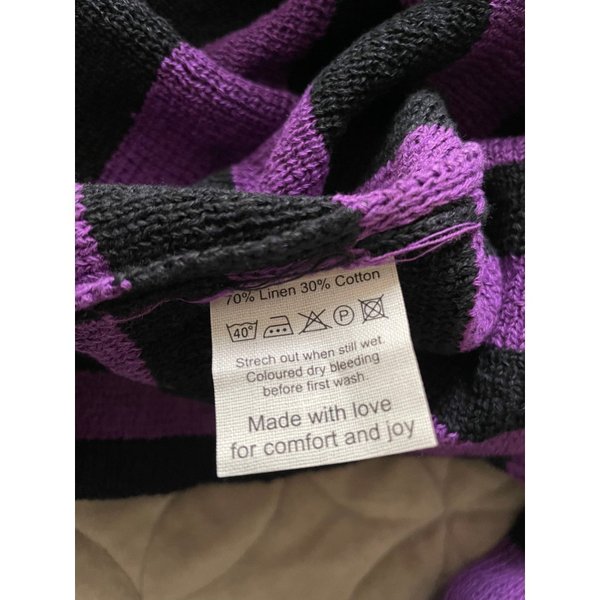 70% Linen 30% Cotton
40° P
Strech out when still wet
Coloured dry bleeding
before first wash
Made with love
for comfort and joy